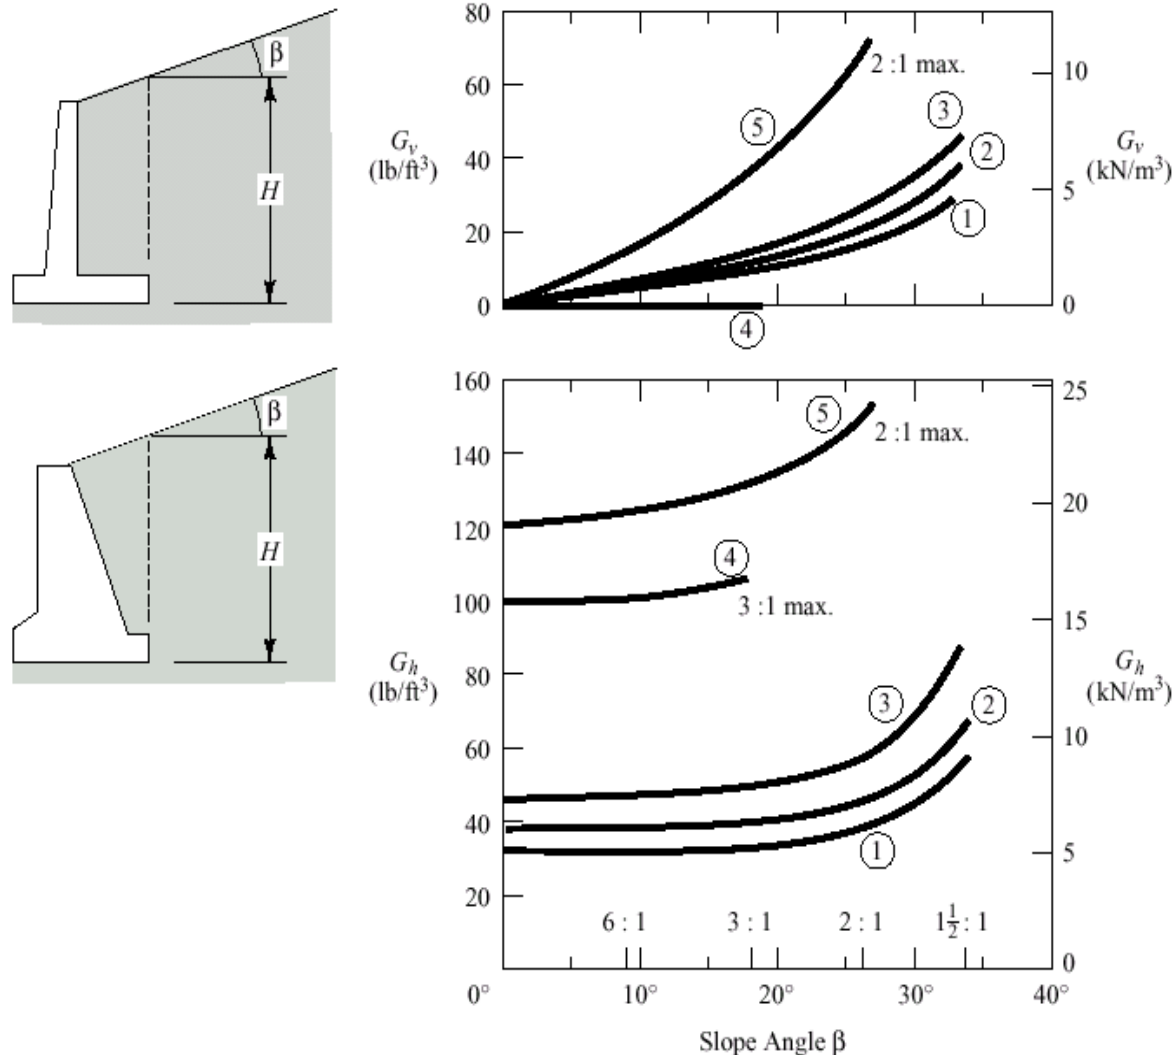 β
H
80
60
40
20
0
G_v
(lb/ft³)
2 :1 max.
5
3
2
1
4
10
5
0
G_v
(kN/m³)
β
H
160
140
120
100
80
60
40
20
G_h
(lb/ft³)
5
2 :1 max.
4
3 :1 max.
3
2
1
25
20
15
10
5
0
G_h
(kN/m³)
6 : 1
3 : 1
2 : 1
1½ : 1
0°
10°
20°
30°
40°
Slope Angle β